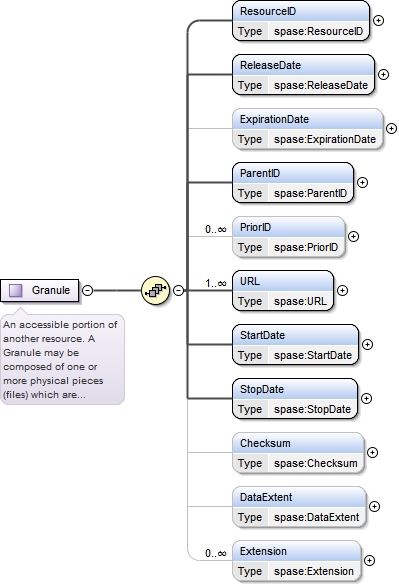 ResourceID
Type spase:ResourceID
ReleaseDate
Type spase:ReleaseDate
ExpirationDate
Type spase:ExpirationDate
ParentID
Type spase:ParentID
0..∞
PriorID
Type spase:PriorID
1..∞
URL
Type spase:URL
Granule
An accessible portion of
another resource. A
Granule may be
composed of one or
more physical pieces
(files) which are...
StartDate
Type spase:StartDate
StopDate
Type spase:StopDate
Checksum
Type spase:Checksum
DataExtent
Type spase:DataExtent
0..∞
Extension
Type spase:Extension